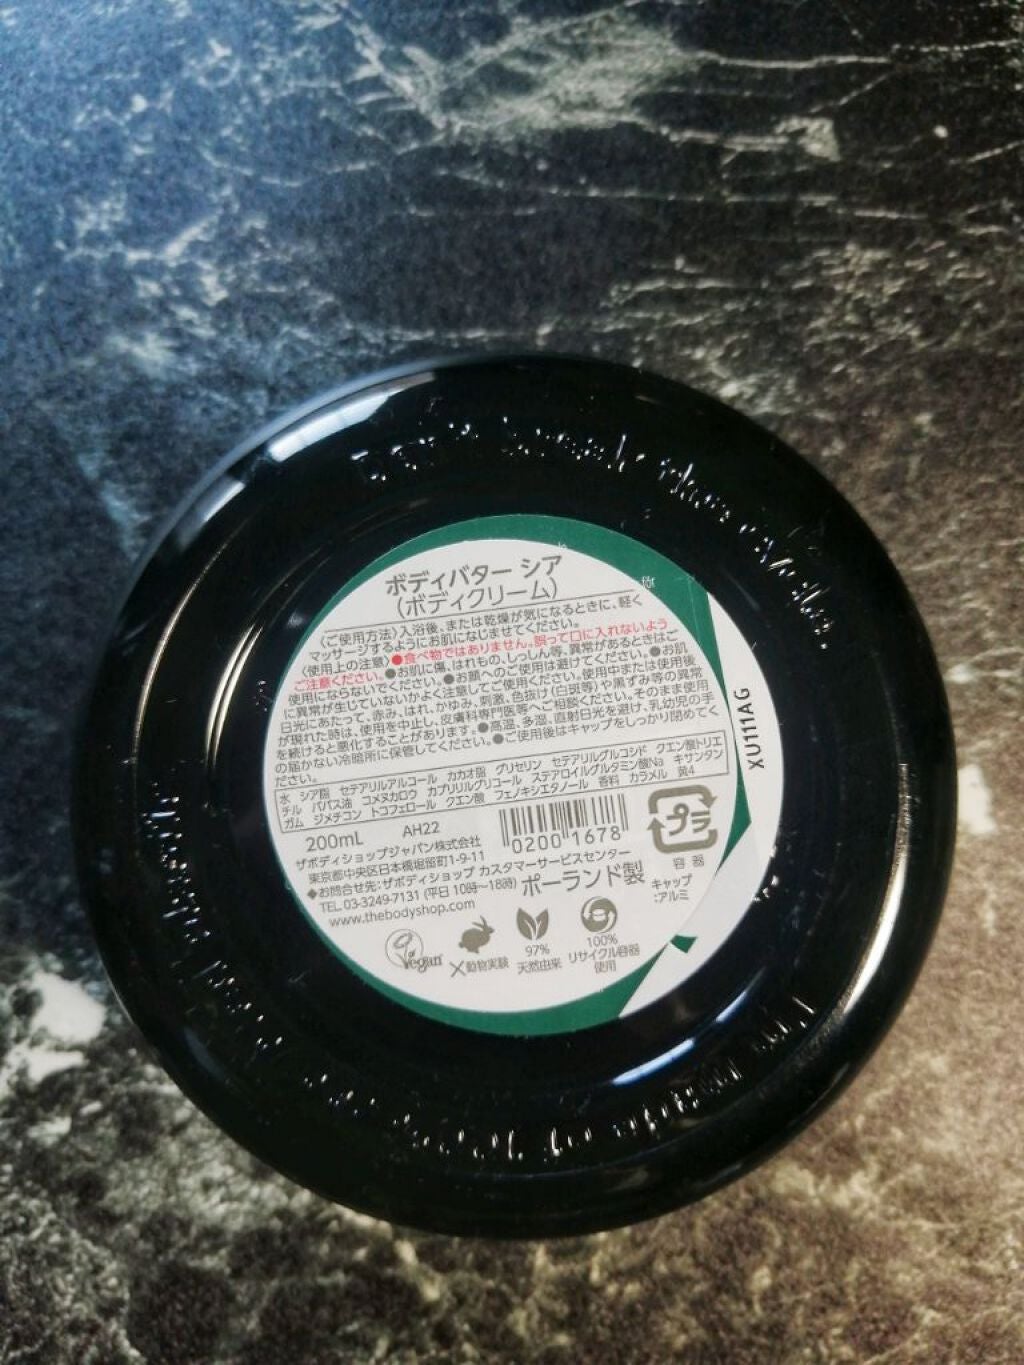 ボディバター シア
(ボディクリーム)
〈ご使用方法〉入浴後、または乾燥が気になるときに、軽く
マッサージするようにお肌になじませてください。
〈使用上の注意〉●食べ物ではありません。誤って口に入れないよう
ご注意ください。●お肌に傷、はれもの、しっしん等、異常があるときはご
使用にならないでください。●お顔へのご使用は避けてください。●お肌
に異常が生じていないかよく注意してご使用ください。使用中または使用後
日光にあたって、赤み、はれ、かゆみ、刺激、色抜け(白斑等)や黒ずみ等の異常
が現れた時は、使用を中止し、皮膚科専門医等へご相談ください。そのまま使用
を続けると悪化することがあります。●高温、多湿、直射日光を避け、乳幼児の手
の届かない冷暗所に保管してください。●ご使用後はキャップをしっかり閉めてく
ださい。
水 シア脂 セテアリルアルコール カカオ脂 グリセリン セテアリルグルコシド クエン酸トリエ
チル ババス油 コメヌカロウ カプリリルグリコール ステアロイルグルタミン酸Na キサンタン
ガム ジメチコン トコフェロール クエン酸 フェノキシエタノール 香料 カラメル 黄4
200mL AH22
0200 1678
プラ
容器
キャップ
:アルミ
ザボディショップジャパン株式会社
東京都中央区日本橋堀留町1-9-11
◆お問合せ先:ザボディショップ カスタマーサービスセンター
TEL. 03-3249-7131 (平日 10時～18時) ポーランド製
www.thebodyshop.com
Vegan
×動物実験
97%
天然由来
100%
リサイクル容器
使用
XU111AG
för